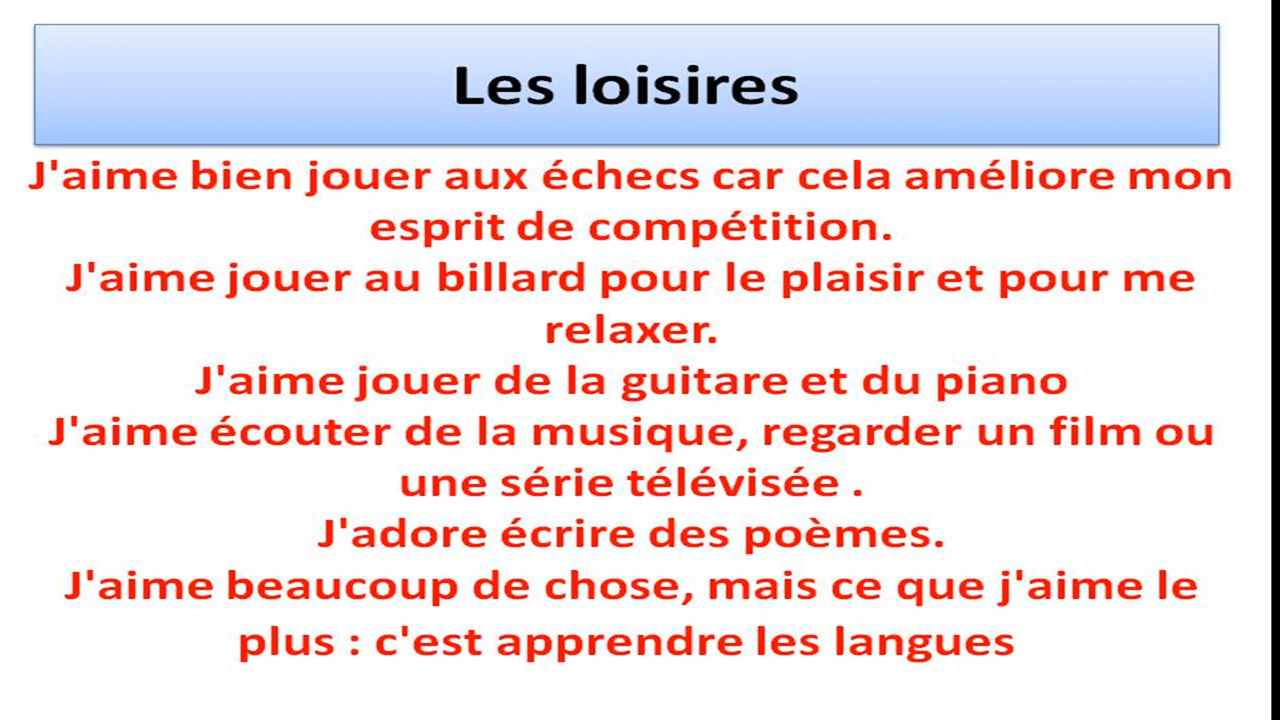 Les loisires
J'aime bien jouer aux échecs car cela améliore mon
esprit de compétition.
J'aime jouer au billard pour le plaisir et pour me
relaxer.
J'aime jouer de la guitare et du piano
J'aime écouter de la musique, regarder un film ou
une série télévisée .
J'adore écrire des poèmes.
J'aime beaucoup de chose, mais ce que j'aime le
plus : c'est apprendre les langues